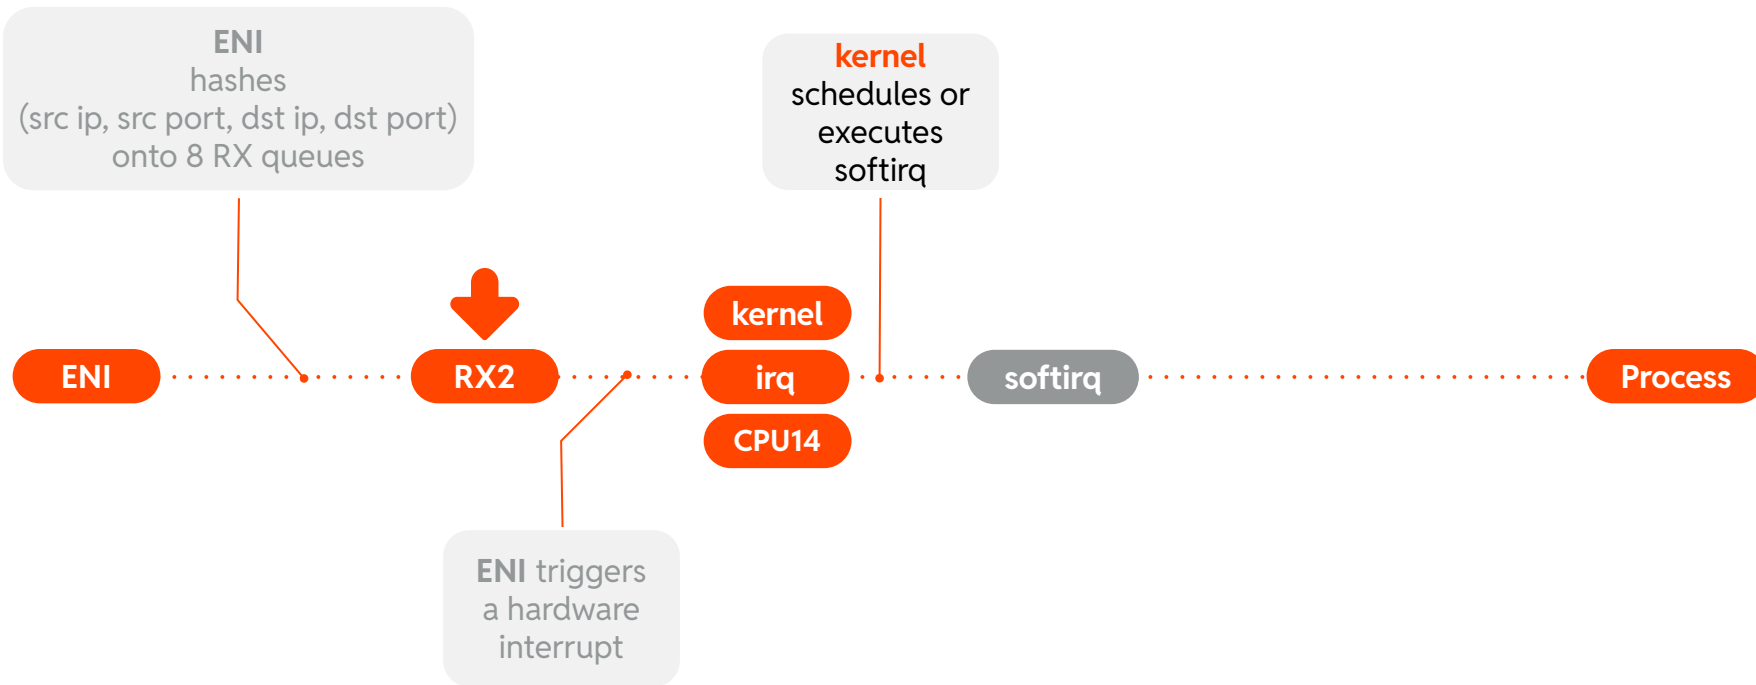 ENI
hashes
(src ip, src port, dst ip, dst port)
onto 8 RX queues
kernel
schedules or
executes
softirq
ENI
RX2
kernel
irq
CPU14
softirq
Process
ENI triggers
a hardware
interrupt